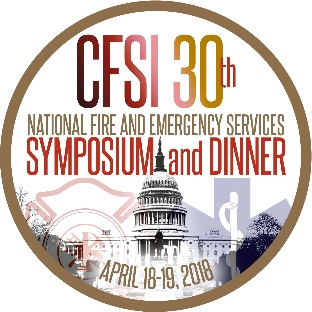 CFSI 30th
NATIONAL FIRE AND EMERGENCY SERVICES
SYMPOSIUM and DINNER
APRIL 18-19, 2018